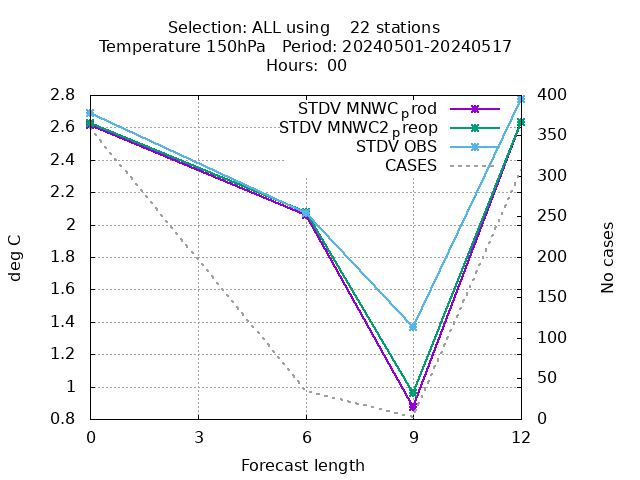 Selection: ALL using 22 stations
Temperature 150hPa Period: 20240501-20240517
Hours: 00
STDV MNWC_prod
STDV MNWC2_preop
STDV OBS
CASES
2.8
2.6
2.4
2.2
2
1.8
1.6
1.4
1.2
1
0.8
400
350
300
250
200
150
100
50
0
deg C
No cases
0 3 6 9 12
Forecast length